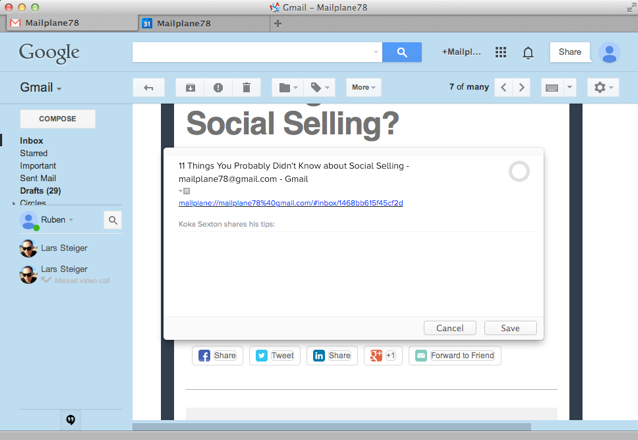 Gmail – Mailplane78
Mailplane78
31 Mailplane78
Google
+Mailpl...
Share
Gmail
More
7 of many
COMPOSE
Inbox
Starred
Important
Sent Mail
Drafts (29)
Circles
Ruben
Lars Steiger
Lars Steiger
Missed video call
Social Selling?
11 Things You Probably Didn't Know about Social Selling -
mailplane78@gmail.com - Gmail
mailplane://mailplane78%40gmail.com/#inbox/1468bb615f45cf2d
Koka Sexton shares his tips:
Cancel
Save
Share
Tweet
Share
+1
Forward to Friend